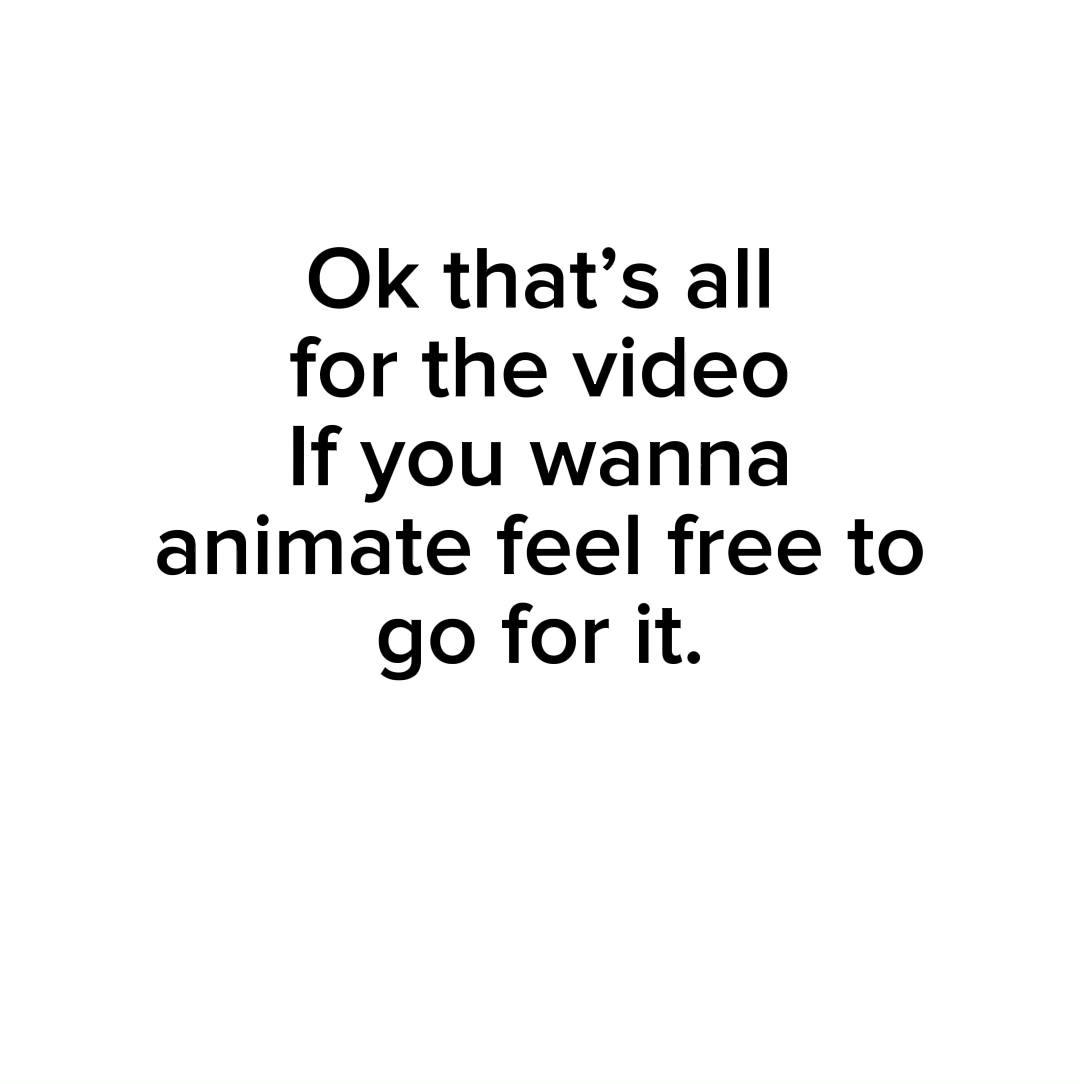 Ok that’s all
for the video
If you wanna
animate feel free to
go for it.